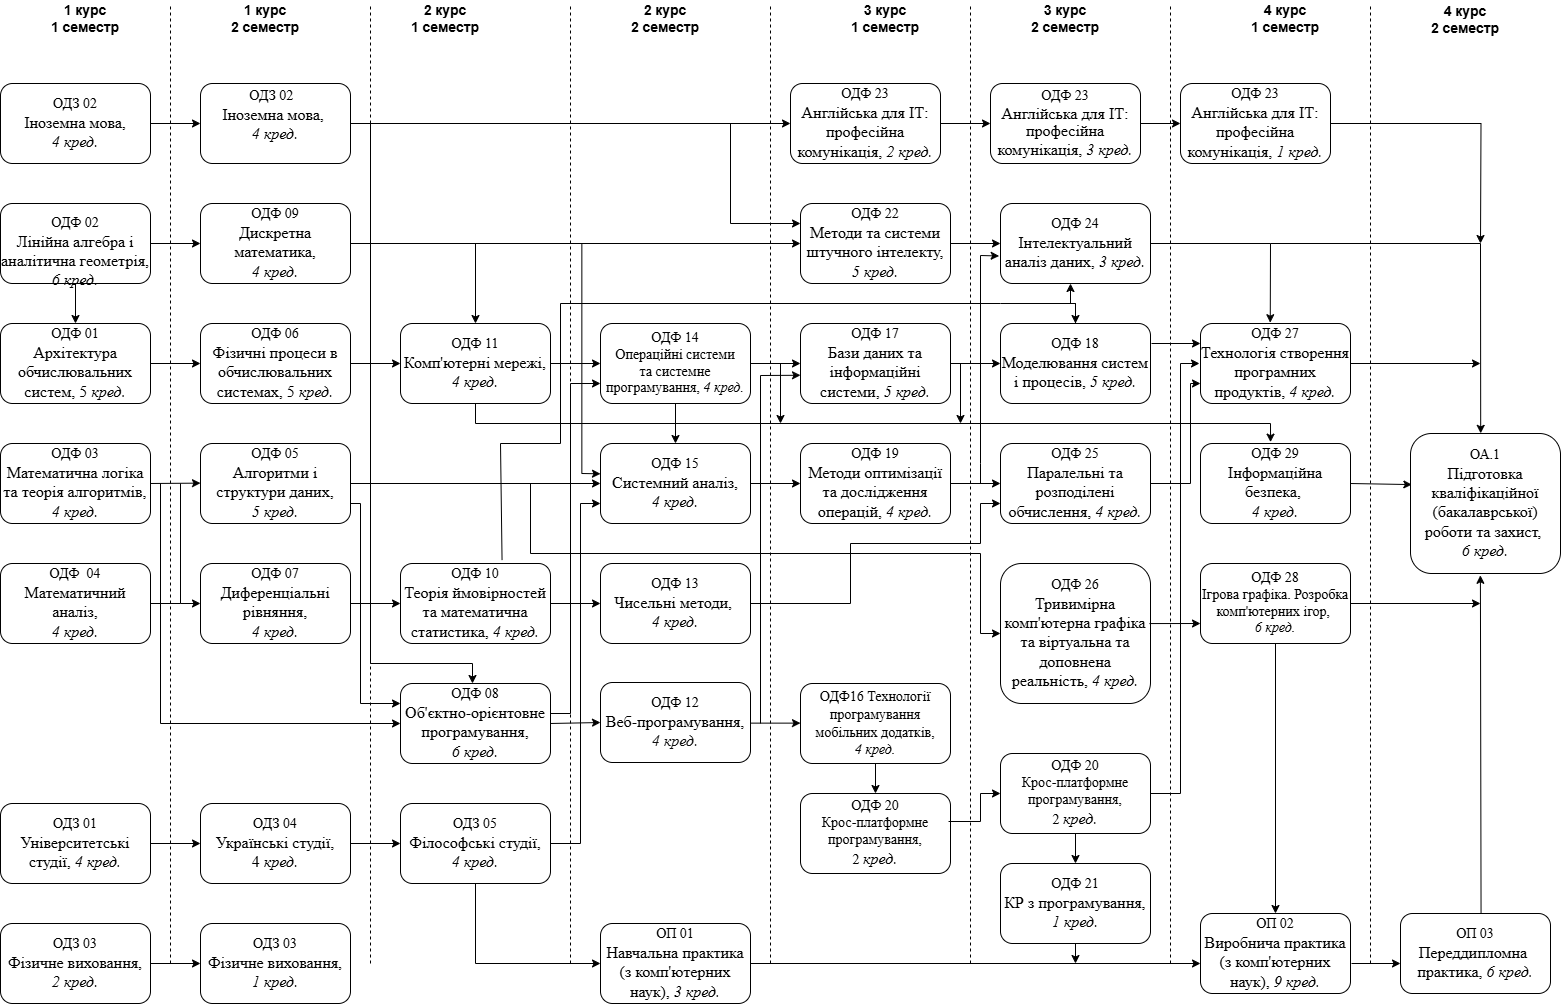 1 курс
1 семестр
1 курс
2 семестр
2 курс
1 семестр
2 курс
2 семестр
3 курс
1 семестр
3 курс
2 семестр
4 курс
1 семестр
4 курс
2 семестр
ОДЗ 02
Іноземна мова,
4 кред.
ОДЗ 02
Іноземна мова,
4 кред.
ОДФ 23
Англійська для ІТ:
професійна
комунікація, 2 кред.
ОДФ 23
Англійська для ІТ:
професійна
комунікація, 3 кред.
ОДФ 23
Англійська для ІТ:
професійна
комунікація, 1 кред.
ОДФ 02
Лінійна алгебра і
аналітична геометрія,
6 кред.
ОДФ 09
Дискретна
математика,
4 кред.
ОДФ 22
Методи та системи
штучного інтелекту,
5 кред.
ОДФ 24
Інтелектуальний
аналіз даних, 3 кред.
ОДФ 01
Архітектура
обчислювальних
систем, 5 кред.
ОДФ 06
Фізичні процеси в
обчислювальних
системах, 5 кред.
ОДФ 11
Комп'ютерні мережі,
4 кред.
ОДФ 14
Операційні системи
та системне
програмування, 4 кред.
ОДФ 17
Бази даних та
інформаційні
системи, 5 кред.
ОДФ 18
Моделювання систем
і процесів, 5 кред.
ОДФ 27
Технологія створення
програмних
продуктів, 4 кред.
ОДФ 03
Математична логіка
та теорія алгоритмів,
4 кред.
ОДФ 05
Алгоритми і
структури даних,
5 кред.
ОДФ 15
Системний аналіз,
4 кред.
ОДФ 19
Методи оптимізації
та дослідження
операцій, 4 кред.
ОДФ 25
Паралельні та
розподілені
обчислення, 4 кред.
ОДФ 29
Інформаційна
безпека,
4 кред.
ОА.1
Підготовка
кваліфікаційної
(бакалаврської)
роботи та захист,
6 кред.
ОДФ 04
Математичний
аналіз,
4 кред.
ОДФ 07
Диференціальні
рівняння,
4 кред.
ОДФ 10
Теорія ймовірностей
та математична
статистика, 4 кред.
ОДФ 13
Чисельні методи,
4 кред.
ОДФ 26
Тривимірна
комп'ютерна графіка
та віртуальна та
доповнена
реальність, 4 кред.
ОДФ 28
Ігрова графіка. Розробка
комп'ютерних ігор,
6 кред.
ОДФ 08
Об'єктно-орієнтовне
програмування,
6 кред.
ОДФ 12
Веб-програмування,
4 кред.
ОДФ16 Технології
програмування
мобільних додатків,
4 кред.
ОДФ 20
Крос-платформне
програмування,
2 кред.
ОДФ 20
Крос-платформне
програмування,
2 кред.
ОДЗ 01
Університетські
студії, 4 кред.
ОДЗ 04
Українські студії,
4 кред.
ОДЗ 05
Філософські студії,
4 кред.
ОДФ 21
КР з програмування,
1 кред.
ОДЗ 03
Фізичне виховання,
2 кред.
ОДЗ 03
Фізичне виховання,
1 кред.
ОП 01
Навчальна практика
(з комп'ютерних
наук), 3 кред.
ОП 02
Виробнича практика
(з комп'ютерних
наук), 9 кред.
ОП 03
Переддипломна
практика, 6 кред.